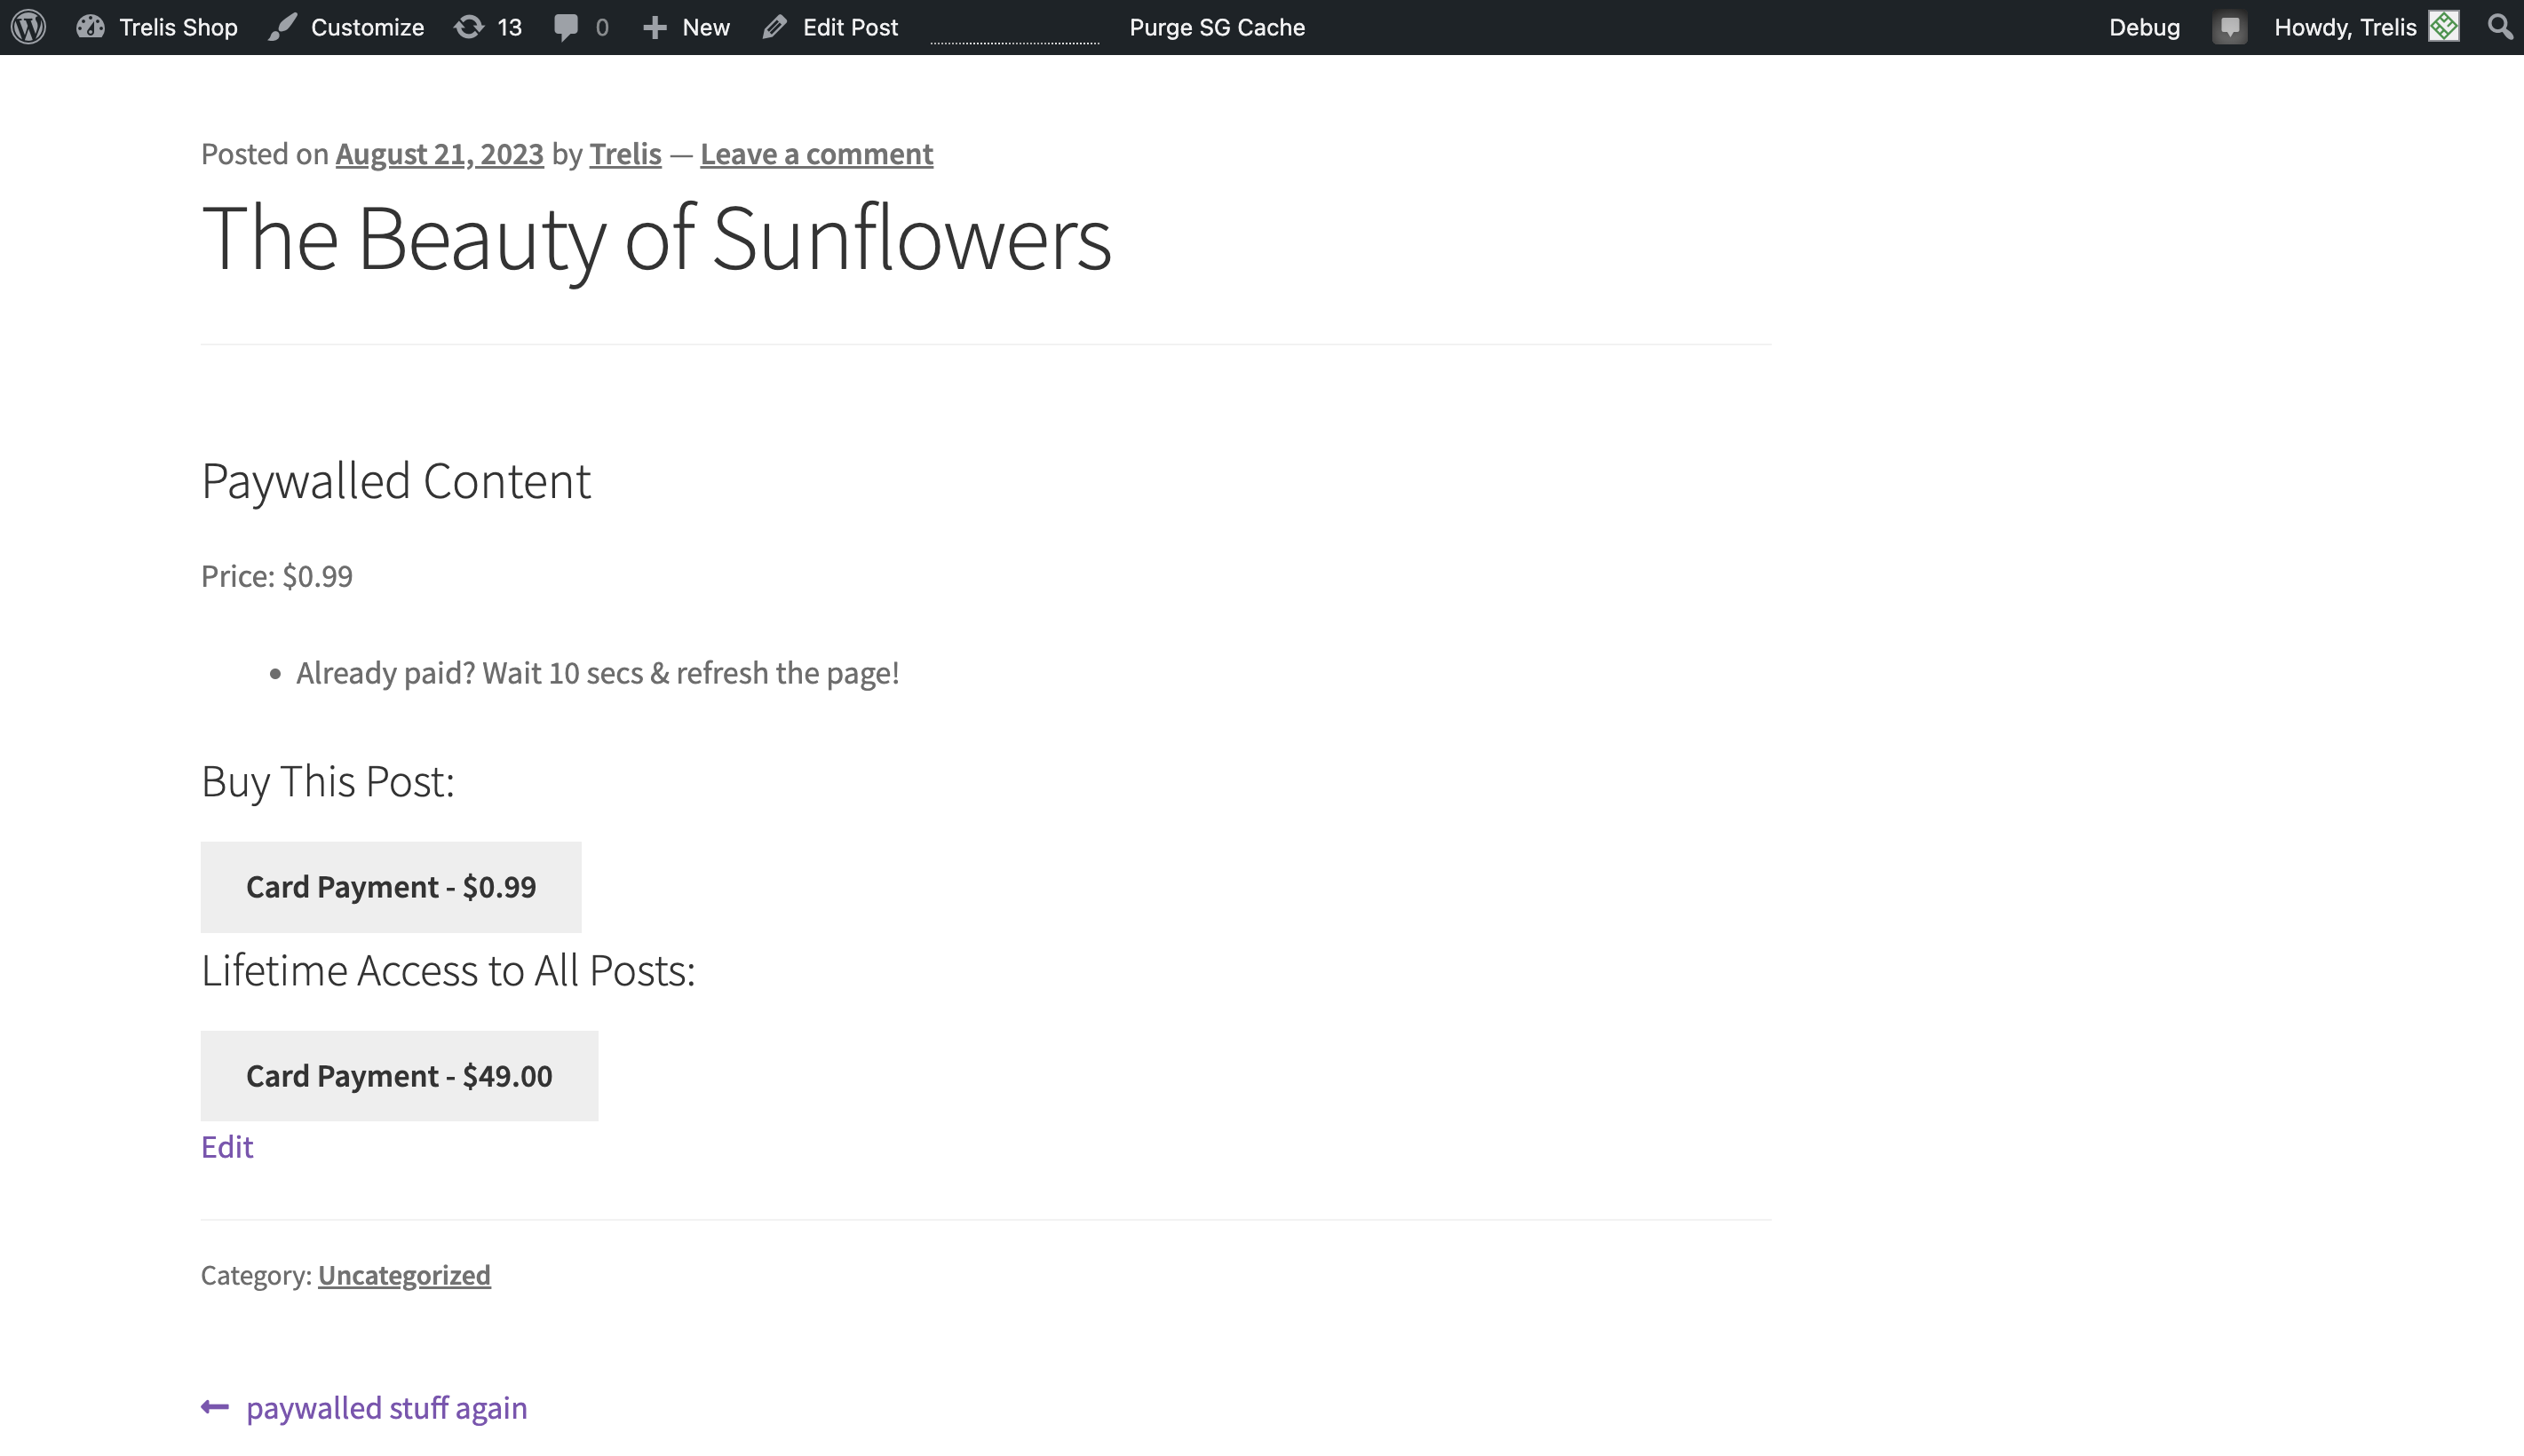 Trelis Shop Customize 13 0 New Edit Post Purge SG Cache Debug Howdy, Trelis
Posted on August 21, 2023 by Trelis — Leave a comment
The Beauty of Sunflowers
Paywalled Content
Price: $0.99
• Already paid? Wait 10 secs & refresh the page!
Buy This Post:
Card Payment - $0.99
Lifetime Access to All Posts:
Card Payment - $49.00
Edit
Category: Uncategorized
← paywalled stuff again